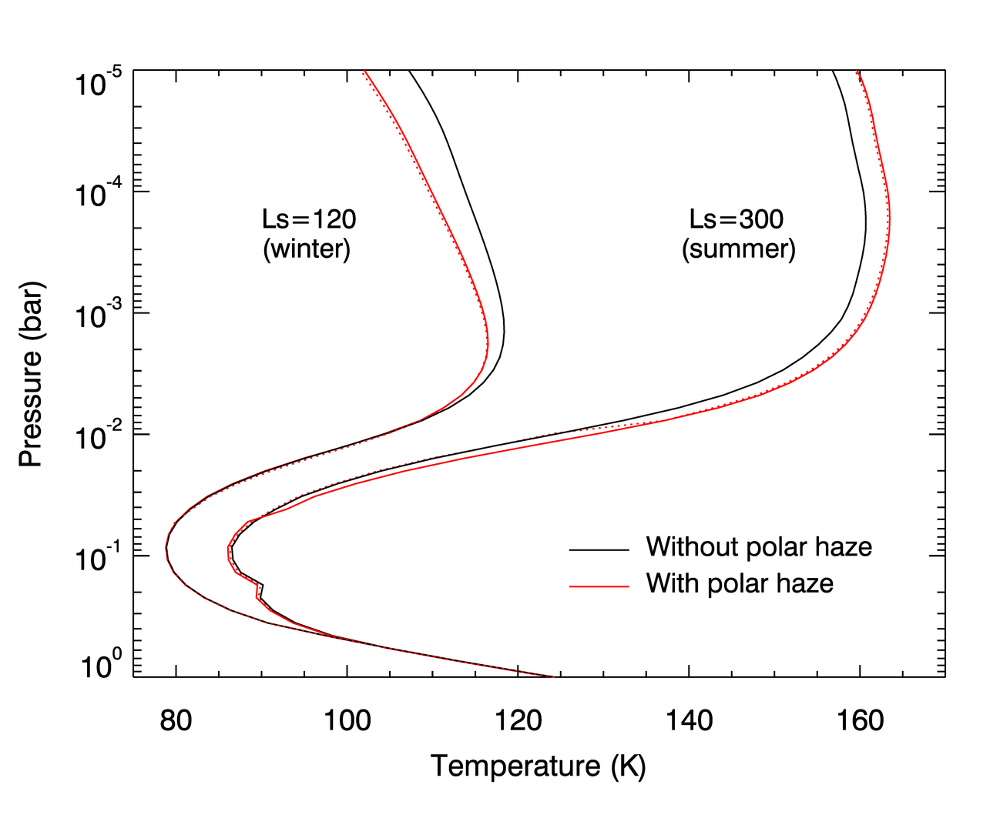 10-5
10-4
10-3
10-2
10-1
100
Pressure (bar)
Ls=120
(winter)
Ls=300
(summer)
Without polar haze
With polar haze
80 100 120 140 160
Temperature (K)